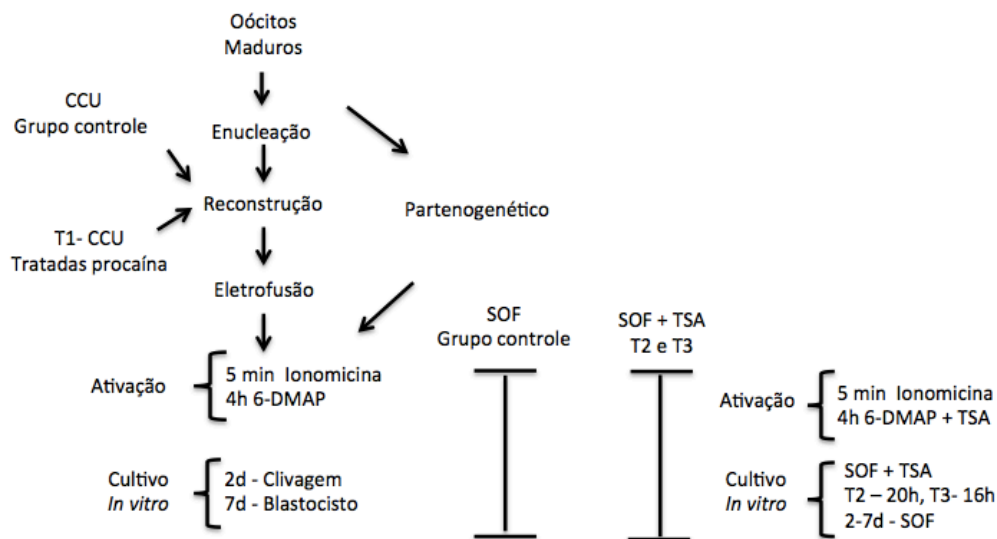 Oócitos
Maduros
CCU
Grupo controle
Enucleação
Reconstrução
Partenogenético
T1- CCU
Tratadas procaína
Eletrofusão
SOF
Grupo controle
SOF + TSA
T2 e T3
Ativação
5 min Ionomicina
4h 6-DMAP
Ativação
5 min Ionomicina
4h 6-DMAP + TSA
Cultivo
In vitro
2d - Clivagem
7d - Blastocisto
Cultivo
In vitro
SOF + TSA
T2 – 20h, T3- 16h
2-7d - SOF